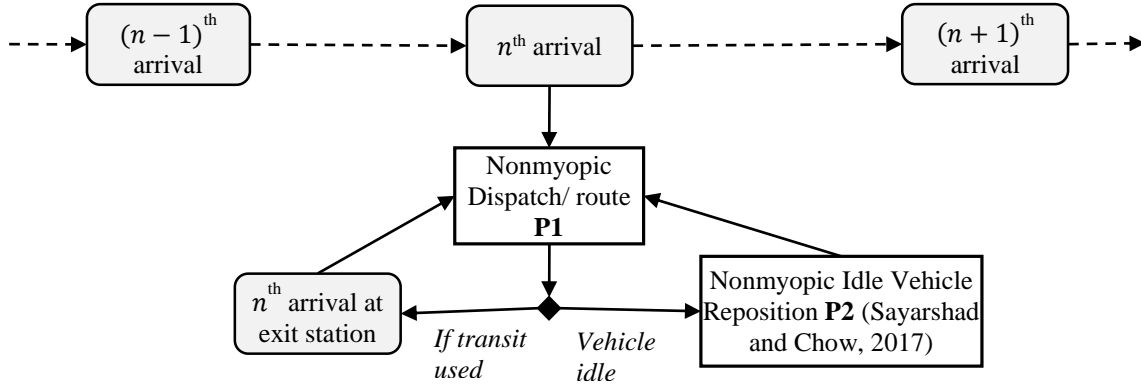 (n − 1)th
arrival
nth arrival
(n + 1)th
arrival
Nonmyopic
Dispatch/ route
P1
nth arrival at
exit station
If transit
used
Vehicle
idle
Nonmyopic Idle Vehicle
Reposition P2 (Sayarshad
and Chow, 2017)